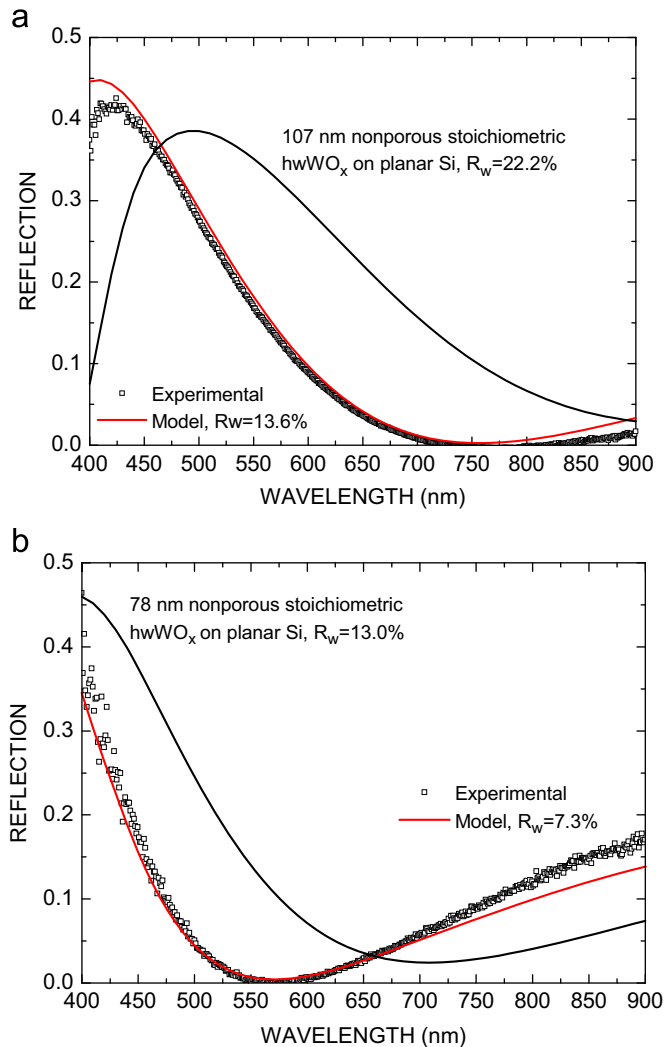 a
0.5
0.4
0.3
0.2
0.1
0.0
REFLECTION
107 nm nonporous stoichiometric
hwWOₓ on planar Si, R_w=22.2%
Experimental
Model, Rw=13.6%
400 450 500 550 600 650 700 750 800 850 900
WAVELENGTH (nm)
b
0.5
0.4
0.3
0.2
0.1
0.0
REFLECTION
78 nm nonporous stoichiometric
hwWOₓ on planar Si, R_w=13.0%
Experimental
Model, R_w=7.3%
400 450 500 550 600 650 700 750 800 850 900
WAVELENGTH (nm)